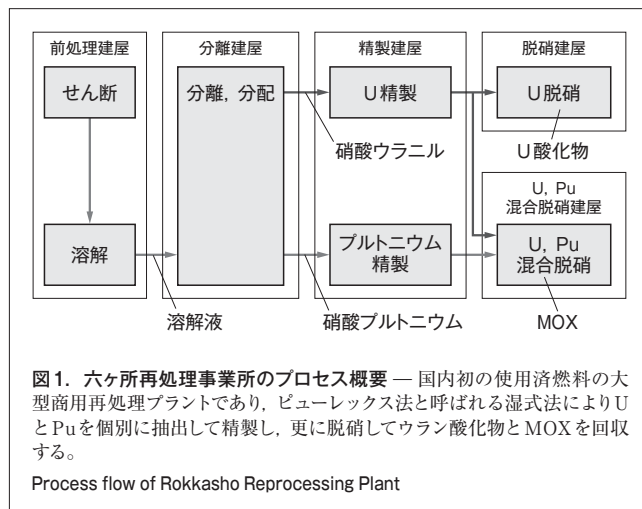 前処理建屋
分離建屋
精製建屋
脱硝建屋
せん断
分離，分配
U精製
U脱硝
硝酸ウラニル
U酸化物
U, Pu
混合脱硝建屋
溶解
プルトニウム
精製
U, Pu
混合脱硝
溶解液
硝酸プルトニウム
MOX
図1．六ヶ所再処理事業所のプロセス概要 — 国内初の使用済燃料の大
型商用再処理プラントであり，ピューレックス法と呼ばれる湿式法によりU
とPuを個別に抽出して精製し，更に脱硝してウラン酸化物とMOXを回収
する。
Process flow of Rokkasho Reprocessing Plant